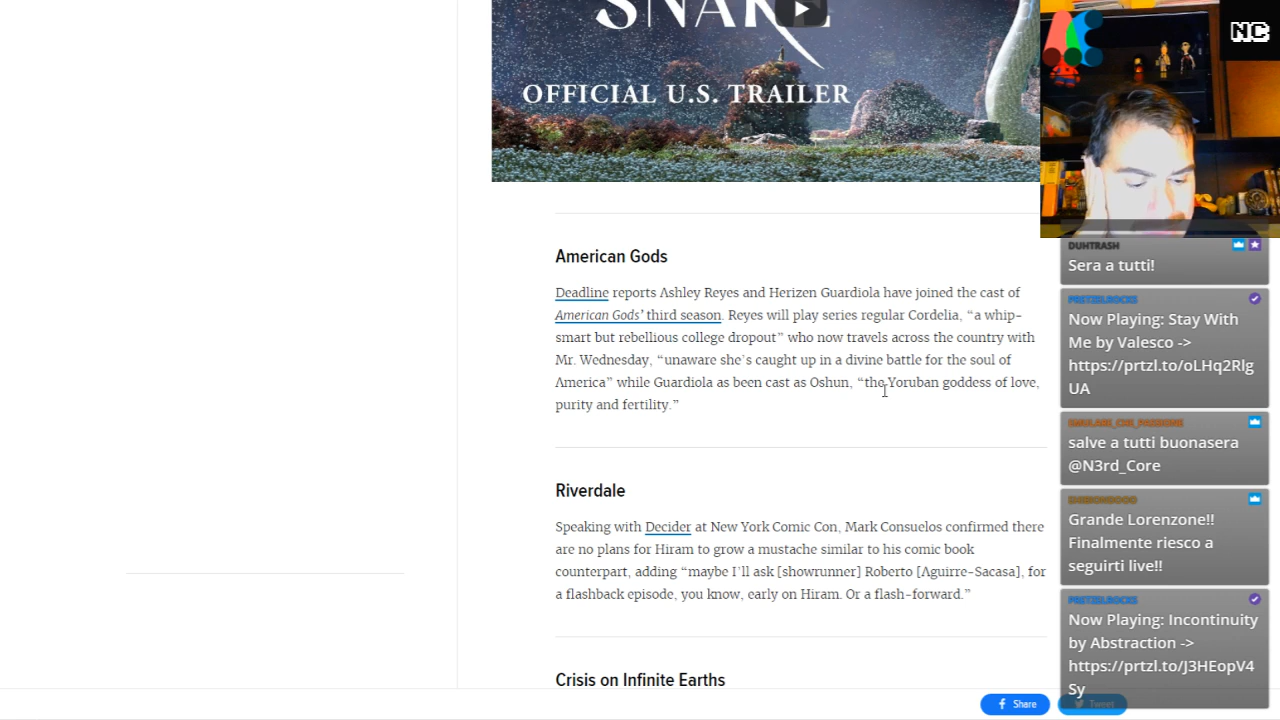 SNAKE
OFFICIAL U.S. TRAILER
NC
American Gods
Deadline reports Ashley Reyes and Herizen Guardiola have joined the cast of
American Gods' third season. Reyes will play series regular Cordelia, “a whip-
smart but rebellious college dropout” who now travels across the country with
Mr. Wednesday, “unaware she’s caught up in a divine battle for the soul of
America” while Guardiola as been cast as Oshun, “the Yoruban goddess of love,
purity and fertility.”
Riverdale
Speaking with Decider at New York Comic Con, Mark Consuelos confirmed there
are no plans for Hiram to grow a mustache similar to his comic book
counterpart, adding “maybe I’ll ask [showrunner] Roberto [Aguirre-Sacasa], for
a flashback episode, you know, early on Hiram. Or a flash-forward.”
Crisis on Infinite Earths
Share
Tweet
DUHTRASH
Sera a tutti!
PRETZELROCKS
Now Playing: Stay With
Me by Valesco ->
https://prtzl.to/oLHq2Rlg
UA
salve a tutti buonasera
@N3rd_Core
Grande Lorenzone!!
Finalmente riesco a
seguirti live!!
PRETZELROCKS
Now Playing: Incontinuity
by Abstraction ->
https://prtzl.to/J3HEopV4
Sy